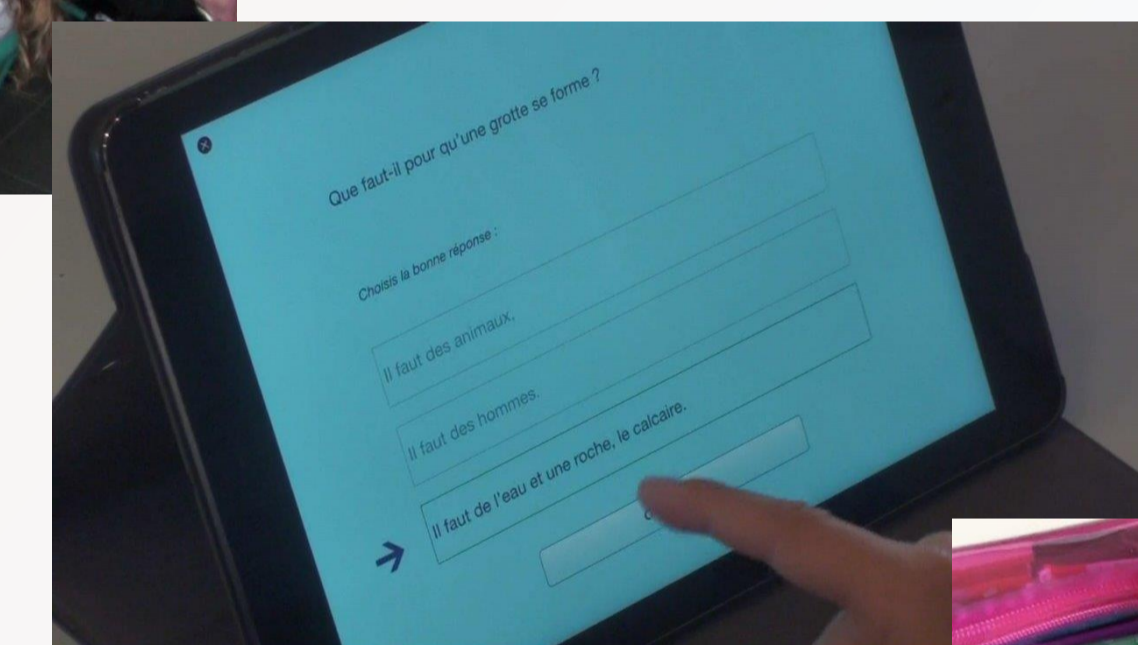 Que faut-il pour qu'une grotte se forme ?
Choisis la bonne réponse :
Il faut des animaux,
Il faut des hommes.
Il faut de l'eau et une roche, le calcaire.